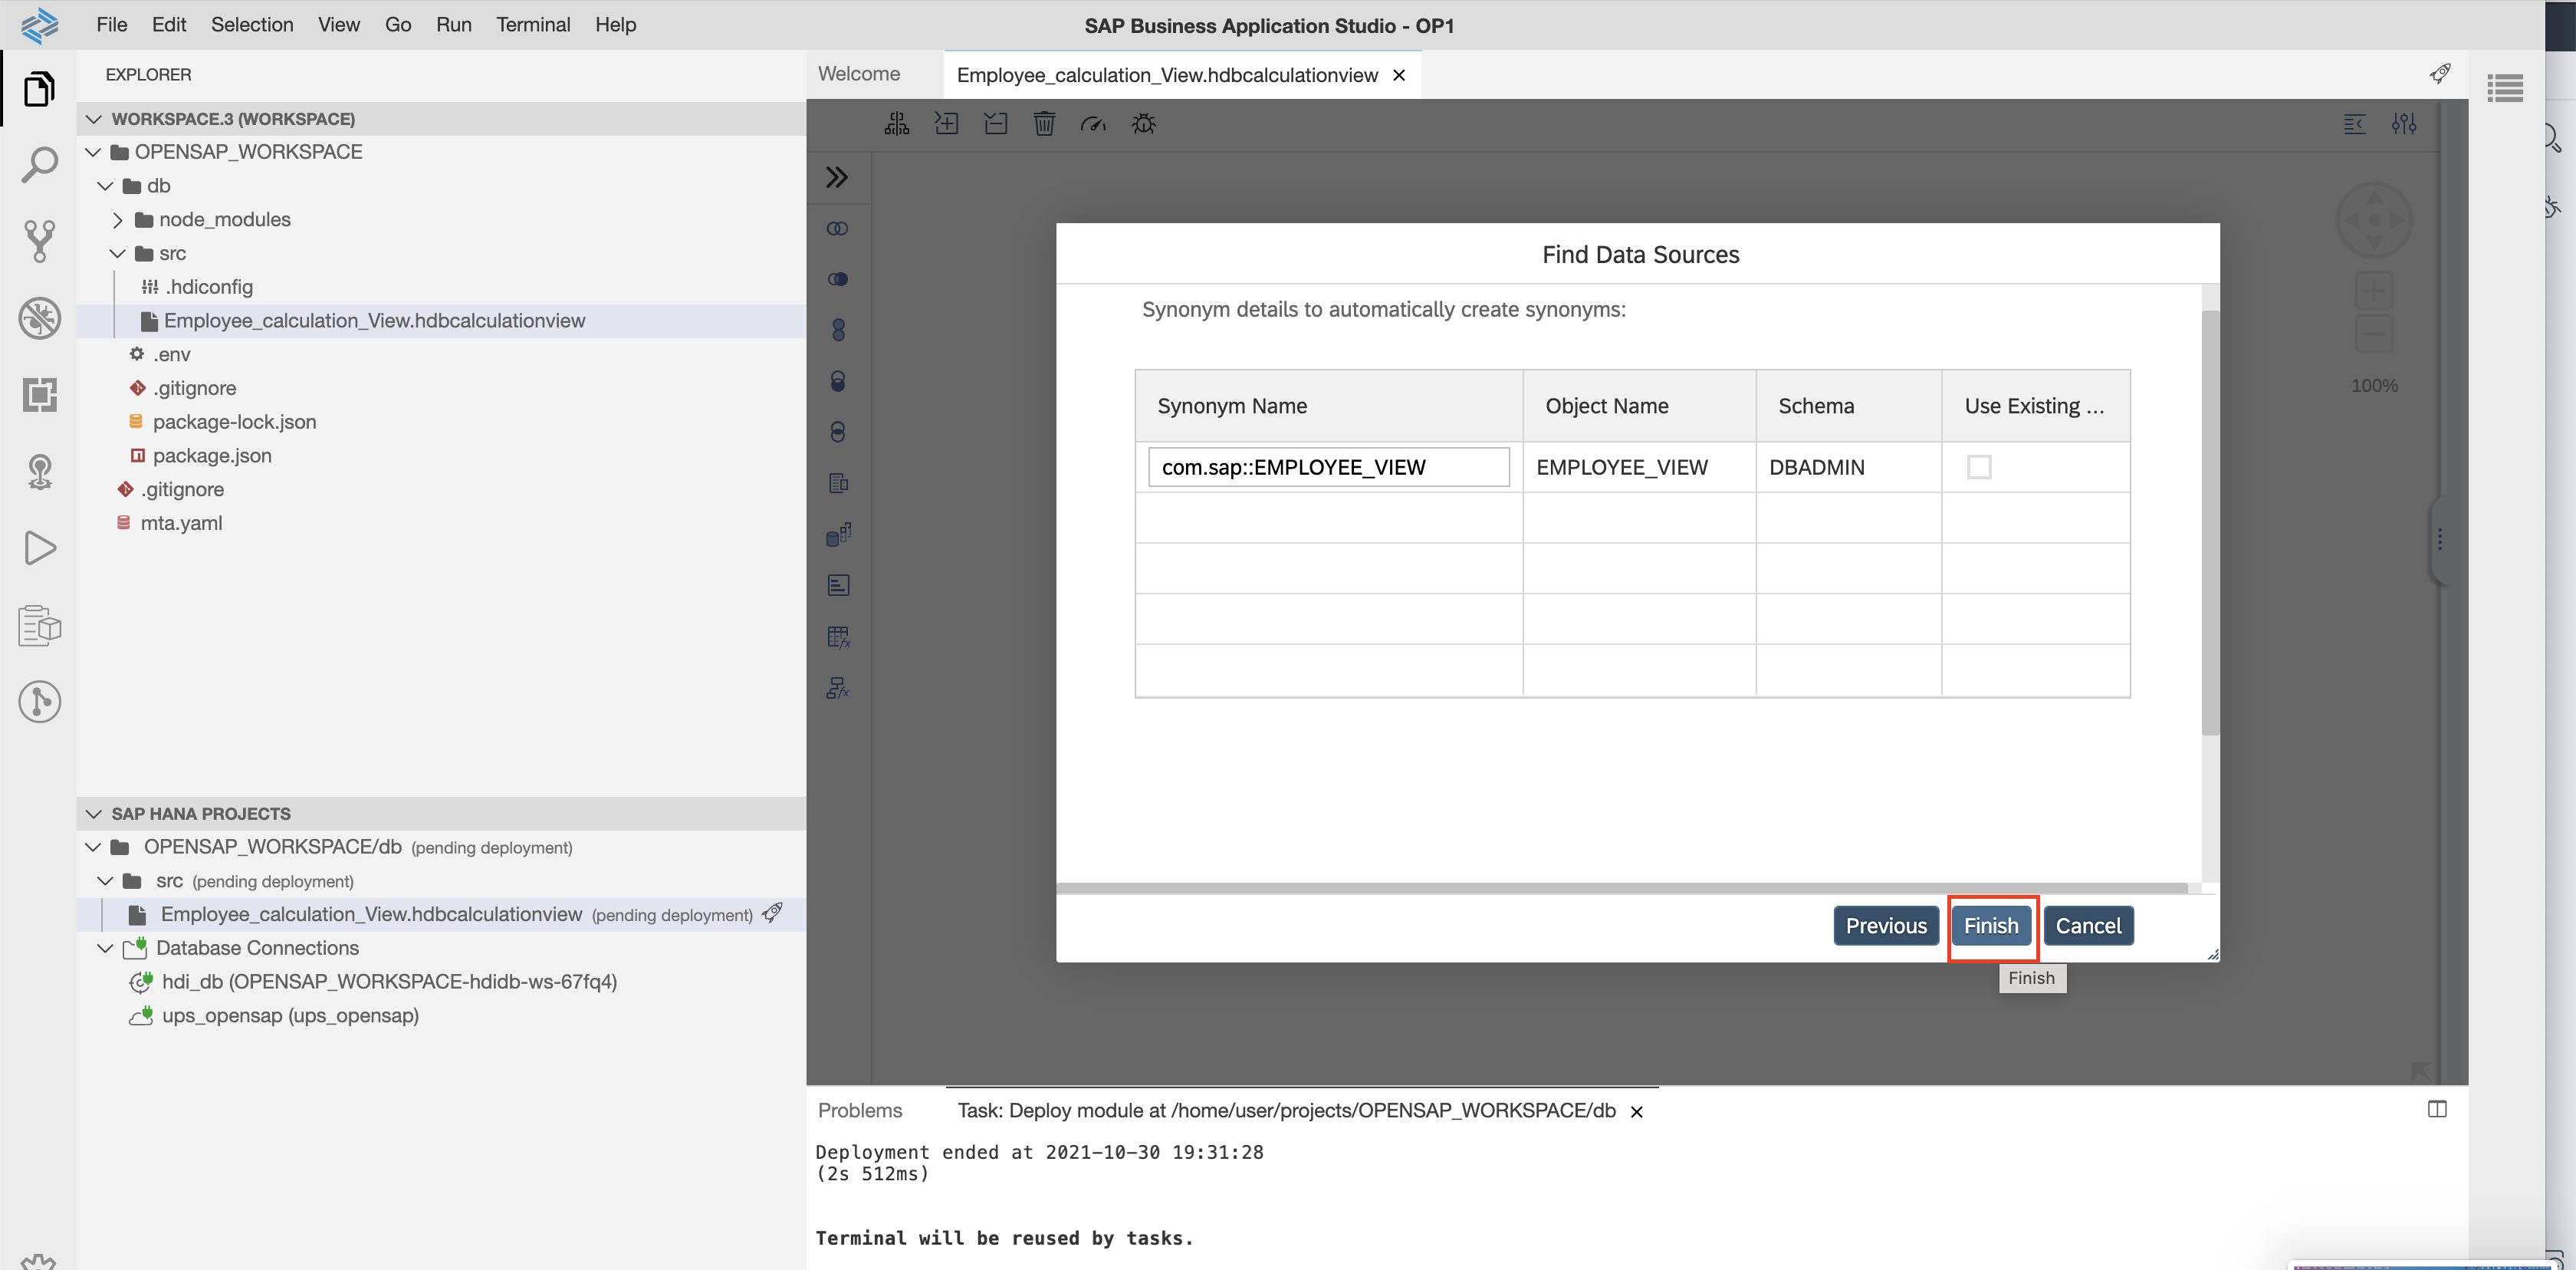 File Edit Selection View Go Run Terminal Help
SAP Business Application Studio - OP1
EXPLORER
WORKSPACE.3 (WORKSPACE)
OPENSAP_WORKSPACE
db
node_modules
src
.hdiconfig
Employee_calculation_View.hdbcalculationview
.env
.gitignore
package-lock.json
package.json
.gitignore
mta.yaml
SAP HANA PROJECTS
OPENSAP_WORKSPACE/db (pending deployment)
src (pending deployment)
Employee_calculation_View.hdbcalculationview (pending deployment)
Database Connections
hdi_db (OPENSAP_WORKSPACE-hdidb-ws-67fq4)
ups_opensap (ups_opensap)
Welcome Employee_calculation_View.hdbcalculationview
100%
Find Data Sources
Synonym details to automatically create synonyms:
Synonym Name Object Name Schema Use Existing ...
com.sap::EMPLOYEE_VIEW EMPLOYEE_VIEW DBADMIN
Previous Finish Cancel
Finish
Problems Task: Deploy module at /home/user/projects/OPENSAP_WORKSPACE/db
Deployment ended at 2021-10-30 19:31:28
(2s 512ms)
Terminal will be reused by tasks.